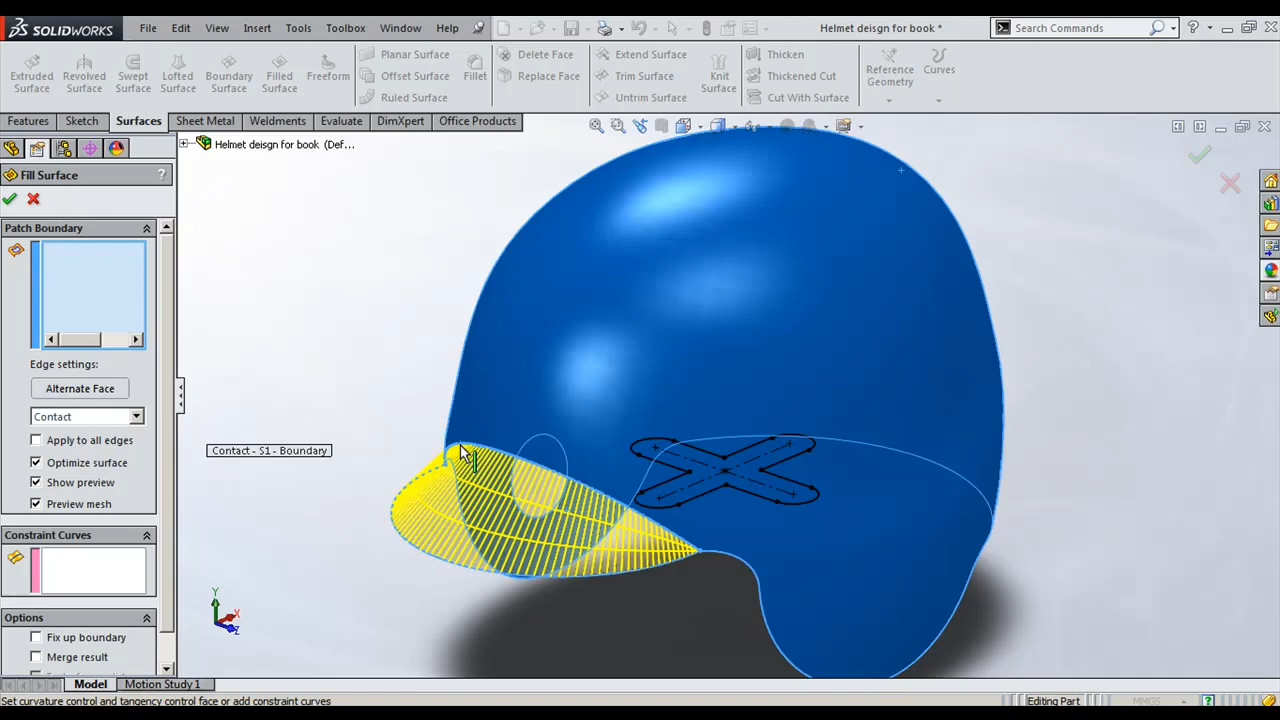 SOLIDWORKS
File Edit View Insert Tools Toolbox Window Help
Helmet deisgn for book *
Search Commands
Extruded Surface
Revolved Surface
Swept Surface
Lofted Surface
Boundary Surface
Filled Surface
Freeform
Planar Surface
Offset Surface
Ruled Surface
Fillet
Delete Face
Replace Face
Extend Surface
Trim Surface
Untrim Surface
Knit Surface
Thicken
Thickened Cut
Cut With Surface
Reference Geometry
Curves
Features Sketch Surfaces Sheet Metal Weldments Evaluate DimXpert Office Products
Helmet deisgn for book (Def...
Fill Surface ?
Patch Boundary
Edge settings:
Alternate Face
Contact
Apply to all edges
Optimize surface
Show preview
Preview mesh
Constraint Curves
Options
Fix up boundary
Merge result
Contact - S1 - Boundary
Y
X
Z
Model Motion Study 1
Set curvature control and tangency control face or add constraint curves
Editing Part
MMGS